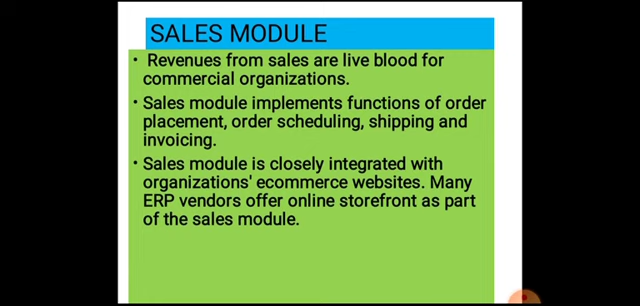 SALES MODULE
• Revenues from sales are live blood for
commercial organizations.
• Sales module implements functions of order
placement, order scheduling, shipping and
invoicing.
• Sales module is closely integrated with
organizations' ecommerce websites. Many
ERP vendors offer online storefront as part
of the sales module.